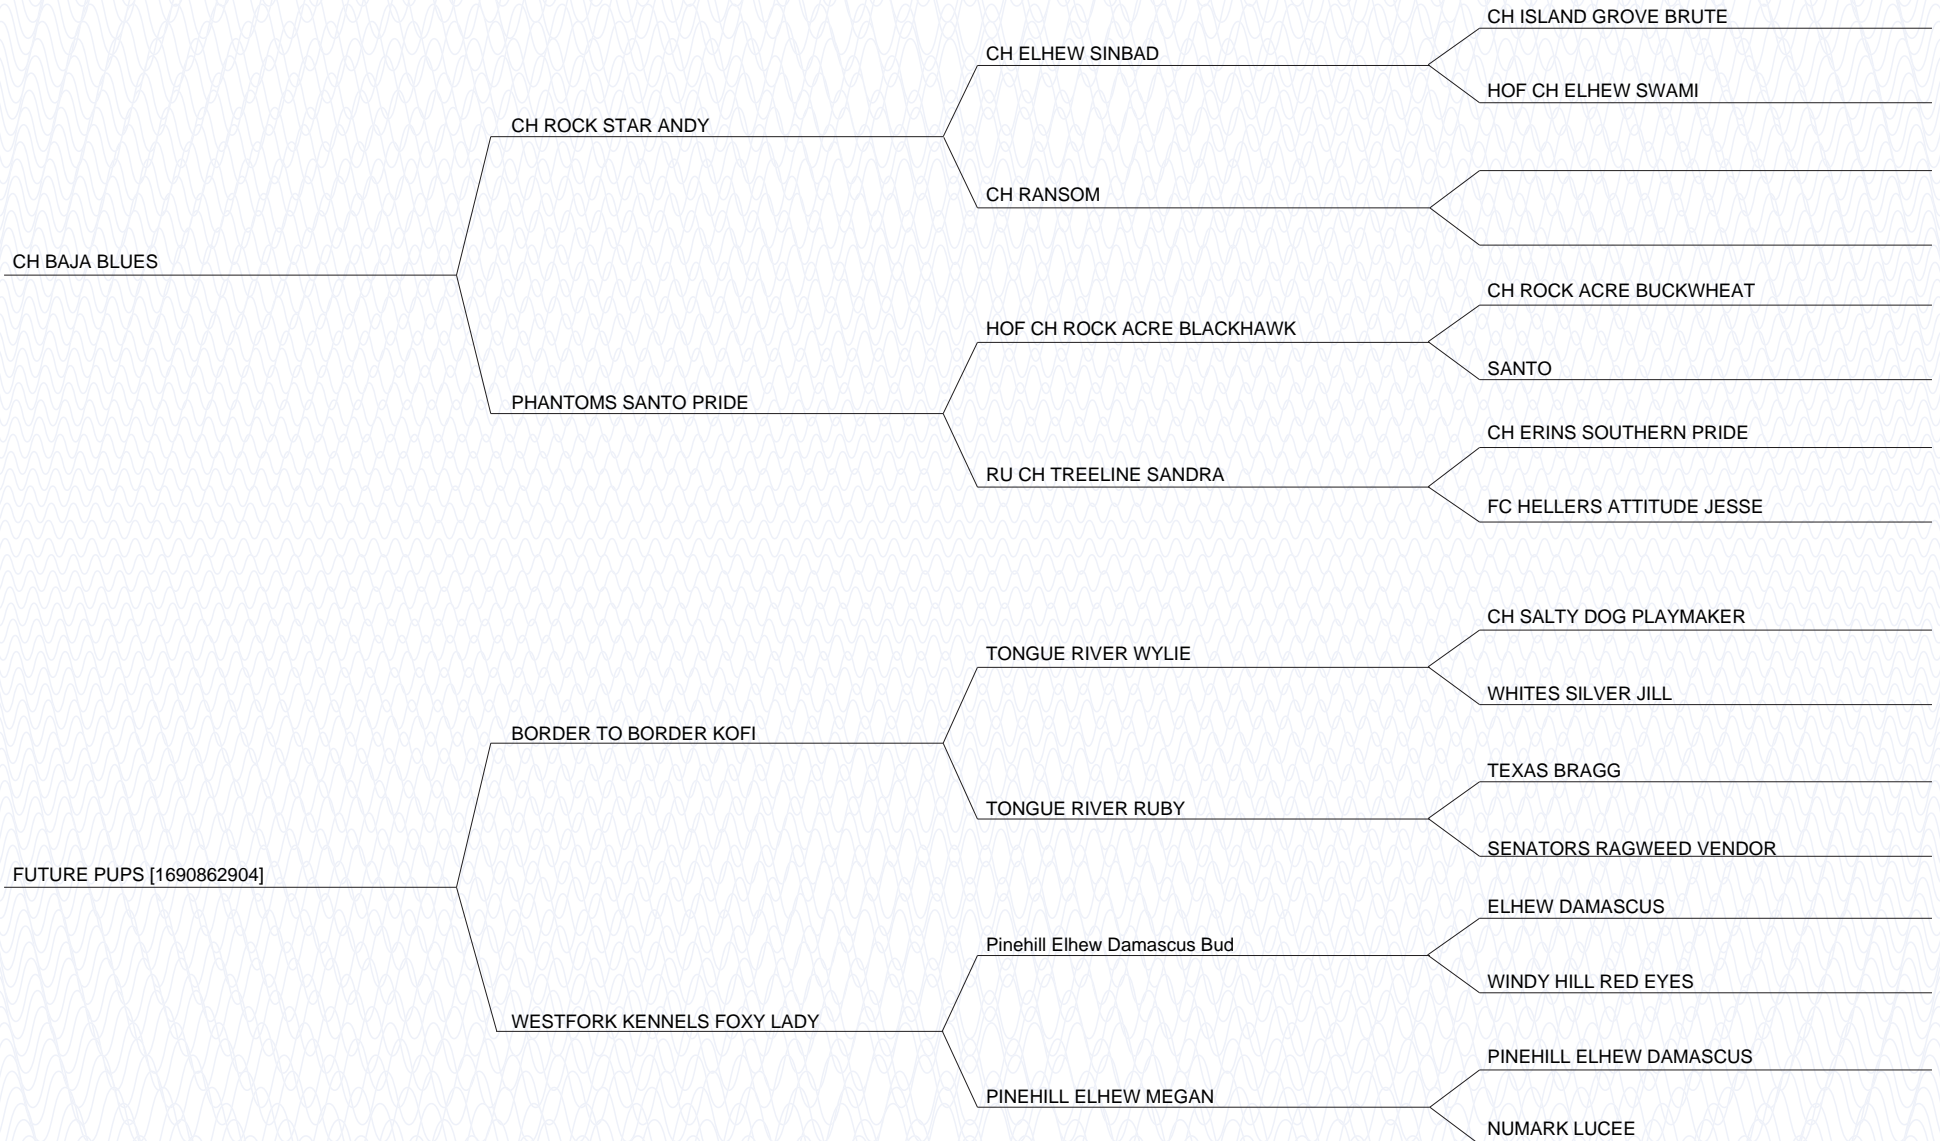 CH ISLAND GROVE BRUTE
CH ELHEW SINBAD
HOF CH ELHEW SWAMI
CH ROCK STAR ANDY
CH RANSOM
CH BAJA BLUES
CH ROCK ACRE BUCKWHEAT
HOF CH ROCK ACRE BLACKHAWK
SANTO
PHANTOMS SANTO PRIDE
CH ERINS SOUTHERN PRIDE
RU CH TREELINE SANDRA
FC HELLERS ATTITUDE JESSE
CH SALTY DOG PLAYMAKER
TONGUE RIVER WYLIE
WHITES SILVER JILL
BORDER TO BORDER KOFI
TEXAS BRAGG
TONGUE RIVER RUBY
SENATORS RAGWEED VENDOR
FUTURE PUPS [1690862904]
ELHEW DAMASCUS
Pinehill Elhew Damascus Bud
WINDY HILL RED EYES
WESTFORK KENNELS FOXY LADY
PINEHILL ELHEW DAMASCUS
PINEHILL ELHEW MEGAN
NUMARK LUCEE